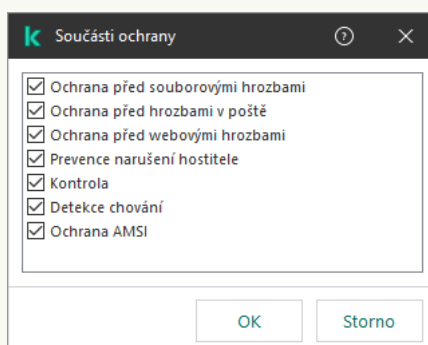 Součásti ochrany
Ochrana před souborovými hrozbami
Ochrana před hrozbami v poště
Ochrana před webovými hrozbami
Prevence narušení hostitele
Kontrola
Detekce chování
Ochrana AMSI
OK Storno